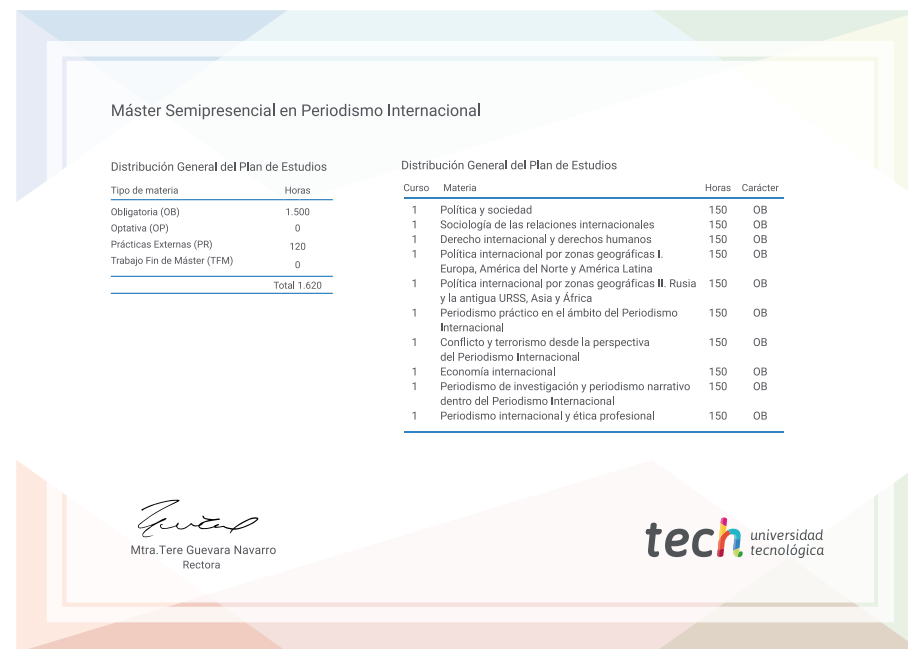 Máster Semipresencial en Periodismo Internacional
Distribución General del Plan de Estudios
Tipo de materia Horas
Obligatoria (OB) 1.500
Optativa (OP) 0
Prácticas Externas (PR) 120
Trabajo Fin de Máster (TFM) 0
Total 1.620
Distribución General del Plan de Estudios
Curso Materia Horas Carácter
1 Política y sociedad 150 OB
1 Sociología de las relaciones internacionales 150 OB
1 Derecho internacional y derechos humanos 150 OB
1 Política internacional por zonas geográficas I. 150 OB
Europa, América del Norte y América Latina
1 Política internacional por zonas geográficas II. Rusia 150 OB
y la antigua URSS, Asia y África
1 Periodismo práctico en el ámbito del Periodismo 150 OB
Internacional
1 Conflicto y terrorismo desde la perspectiva 150 OB
del Periodismo Internacional
1 Economía internacional 150 OB
1 Periodismo de investigación y periodismo narrativo 150 OB
dentro del Periodismo Internacional
1 Periodismo internacional y ética profesional 150 OB
Mtra.Tere Guevara Navarro
Rectora
tech universidad
tecnológica